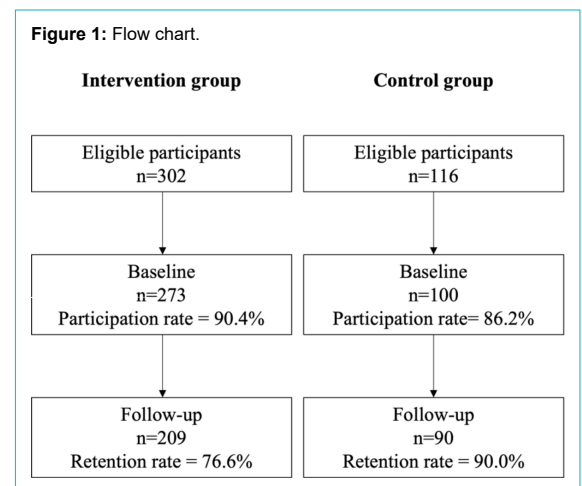 Figure 1: Flow chart.
Intervention group
Control group
Eligible participants
n=302
Eligible participants
n=116
Baseline
n=273
Participation rate = 90.4%
Baseline
n=100
Participation rate= 86.2%
Follow-up
n=209
Retention rate = 76.6%
Follow-up
n=90
Retention rate = 90.0%